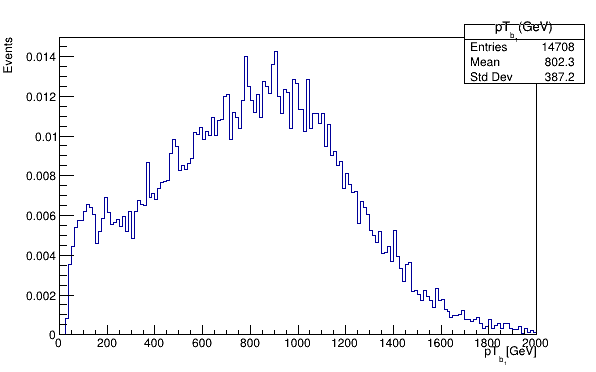 pT_b_1(GeV)
Entries 14708
Mean 802.3
Std Dev 387.2
Events
0.014
0.012
0.01
0.008
0.006
0.004
0.002
0
0 200 400 600 800 1000 1200 1400 1600 1800 2000
pT_b_1[GeV]